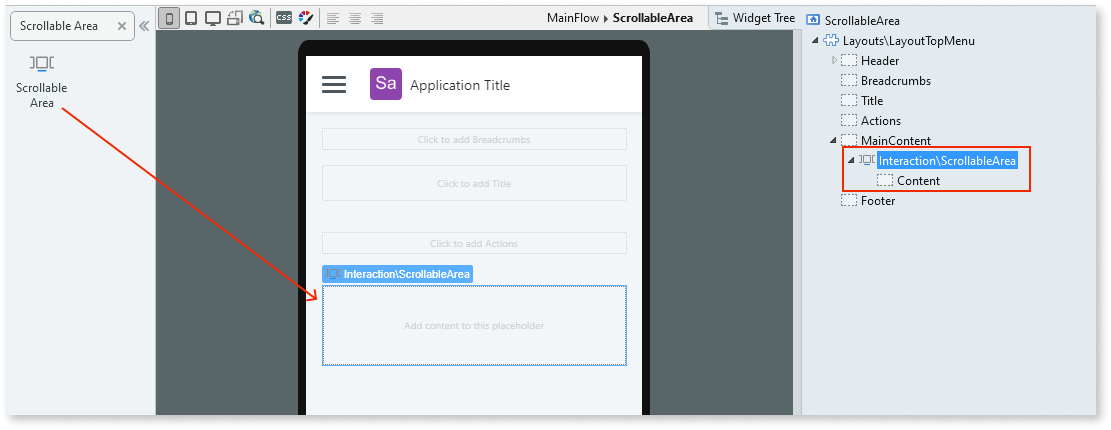 Scrollable Area
CSS
MainFlow ScrollableArea
Widget Tree
Scrollable
Area
Sa
Application Title
Click to add Breadcrumbs
Click to add Title
Click to add Actions
Interaction\ScrollableArea
Add content to this placeholder
ScrollableArea
Layouts\LayoutTopMenu
Header
Breadcrumbs
Title
Actions
MainContent
Interaction\ScrollableArea
Content
Footer